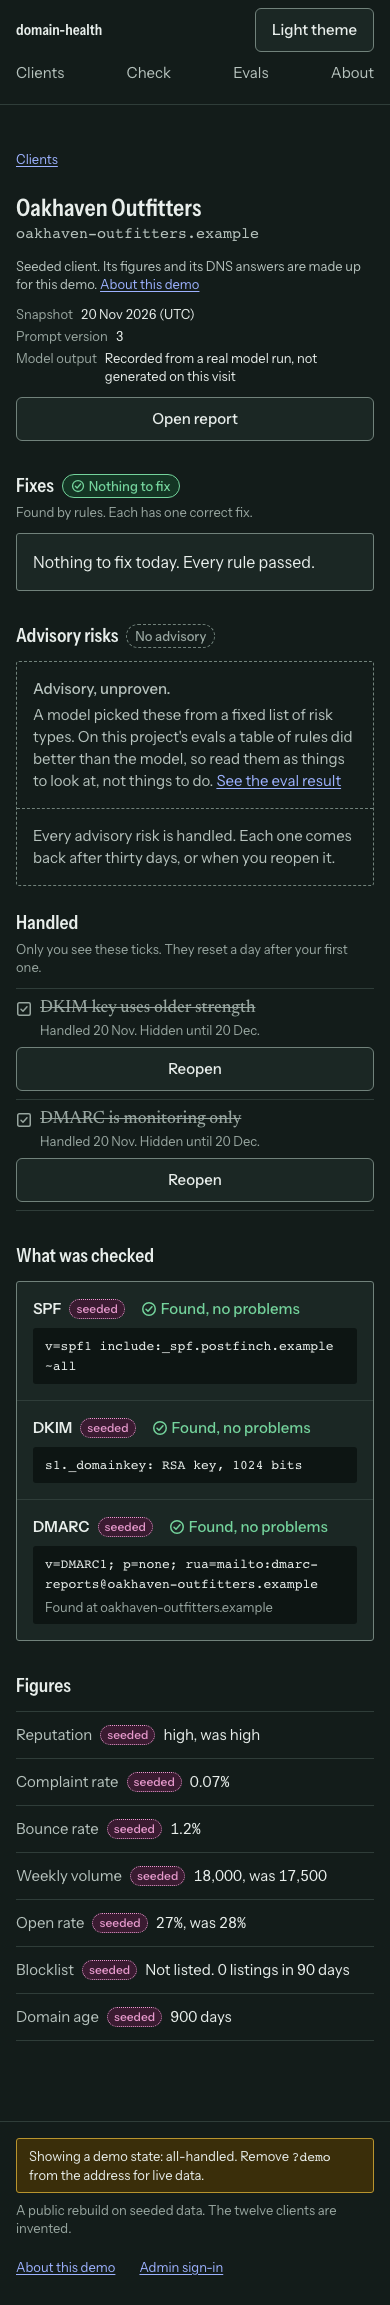 domain-health
Light theme
Clients Check Evals About
Clients
Oakhaven Outfitters
oakhaven-outfitters.example
Seeded client. Its figures and its DNS answers are made up
for this demo. About this demo
Snapshot 20 Nov 2026 (UTC)
Prompt version 3
Model output Recorded from a real model run, not
generated on this visit
Open report
Fixes Nothing to fix
Found by rules. Each has one correct fix.
Nothing to fix today. Every rule passed.
Advisory risks No advisory
Advisory, unproven.
A model picked these from a fixed list of risk
types. On this project's evals a table of rules did
better than the model, so read them as things
to look at, not things to do. See the eval result
Every advisory risk is handled. Each one comes
back after thirty days, or when you reopen it.
Handled
Only you see these ticks. They reset a day after your first
one.
DKIM key uses older strength
Handled 20 Nov. Hidden until 20 Dec.
Reopen
DMARC is monitoring only
Handled 20 Nov. Hidden until 20 Dec.
Reopen
What was checked
SPF seeded Found, no problems
v=spf1 include:_spf.postfinch.example
~all
DKIM seeded Found, no problems
s1._domainkey: RSA key, 1024 bits
DMARC seeded Found, no problems
v=DMARC1; p=none; rua=mailto:dmarc-
reports@oakhaven-outfitters.example
Found at oakhaven-outfitters.example
Figures
Reputation seeded high, was high
Complaint rate seeded 0.07%
Bounce rate seeded 1.2%
Weekly volume seeded 18,000, was 17,500
Open rate seeded 27%, was 28%
Blocklist seeded Not listed. 0 listings in 90 days
Domain age seeded 900 days
Showing a demo state: all-handled. Remove ?demo
from the address for live data.
A public rebuild on seeded data. The twelve clients are
invented.
About this demo Admin sign-in